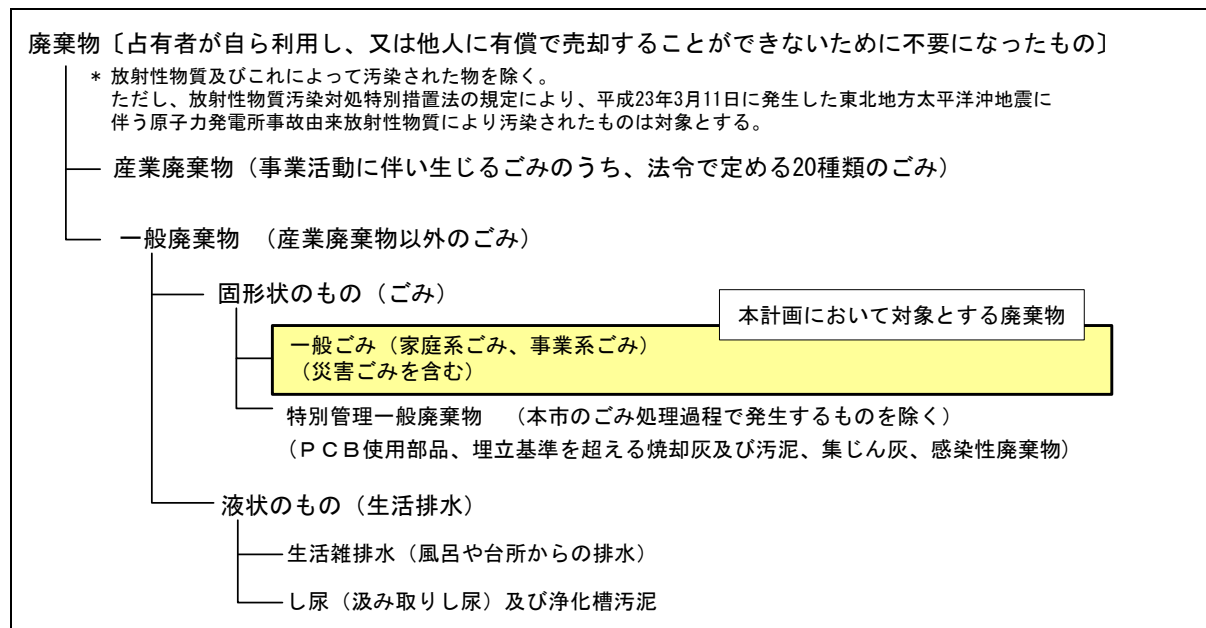 廃棄物〔占有者が自ら利用し、又は他人に有償で売却することができないために不要になったもの〕
* 放射性物質及びこれによって汚染された物を除く。
ただし、放射性物質汚染対処特別措置法の規定により、平成23年3月11日に発生した東北地方太平洋沖地震に
伴う原子力発電所事故由来放射性物質により汚染されたものは対象とする。
産業廃棄物（事業活動に伴い生じるごみのうち、法令で定める20種類のごみ）
一般廃棄物 （産業廃棄物以外のごみ）
固形状のもの（ごみ）
本計画において対象とする廃棄物
一般ごみ（家庭系ごみ、事業系ごみ）
（災害ごみを含む）
特別管理一般廃棄物 （本市のごみ処理過程で発生するものを除く）
（ＰＣＢ使用部品、埋立基準を超える焼却灰及び汚泥、集じん灰、感染性廃棄物）
液状のもの（生活排水）
生活雑排水（風呂や台所からの排水）
し尿（汲み取りし尿）及び浄化槽汚泥